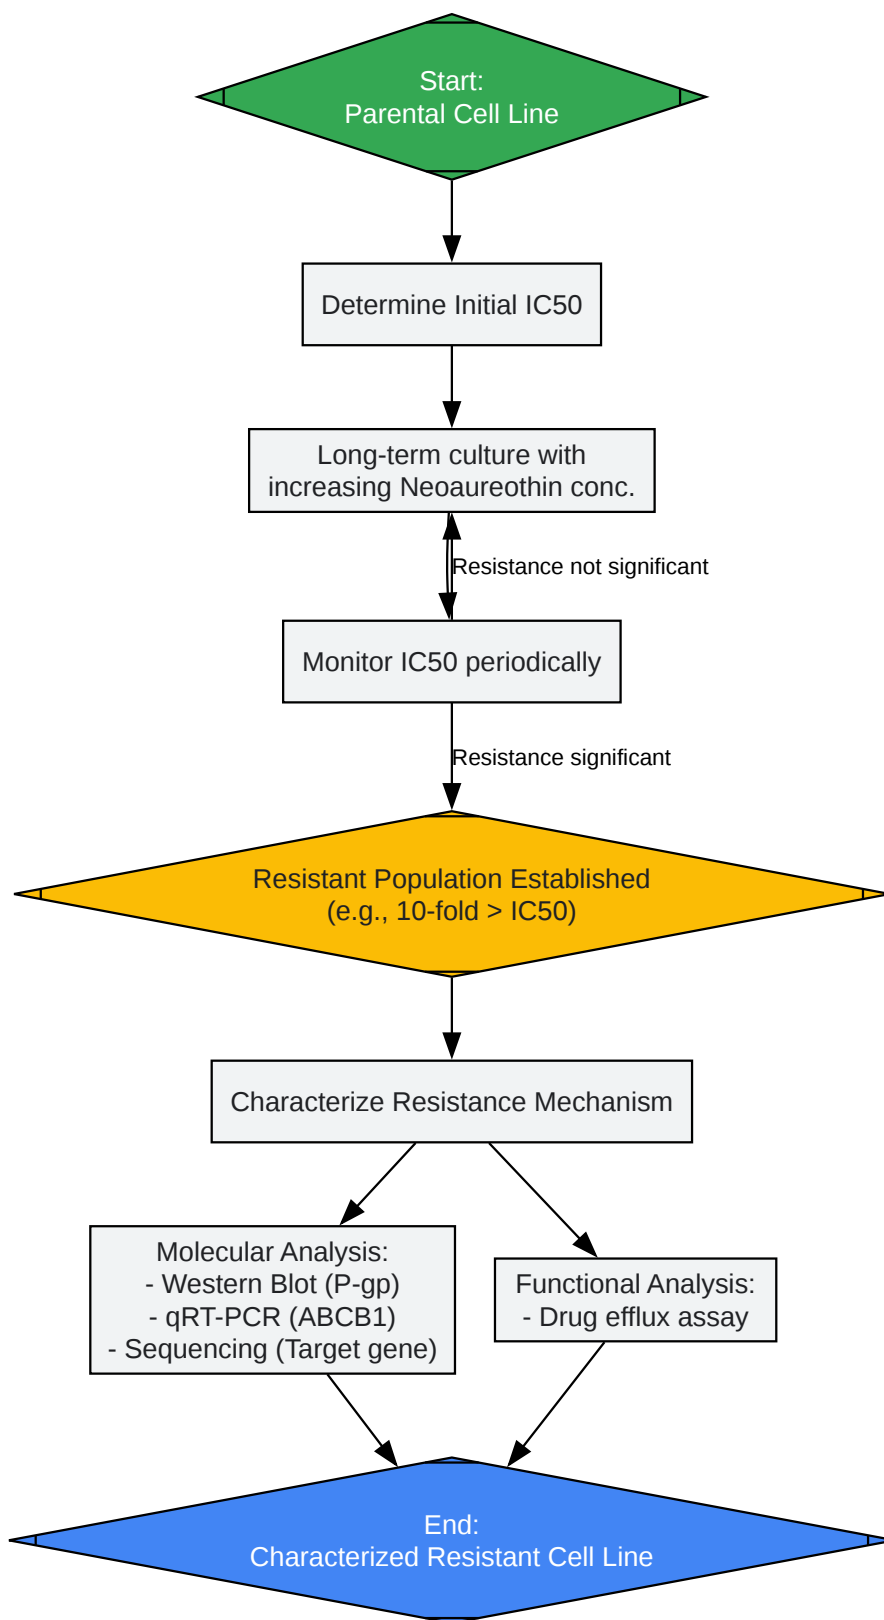 Start:
Parental Cell Line
Determine Initial IC50
Long-term culture with
increasing Neoaureothin conc.
Resistance not significant
Monitor IC50 periodically
Resistance significant
Resistant Population Established
(e.g., 10-fold > IC50)
Characterize Resistance Mechanism
Molecular Analysis:
- Western Blot (P-gp)
- qRT-PCR (ABCB1)
- Sequencing (Target gene)
Functional Analysis:
- Drug efflux assay
End:
Characterized Resistant Cell Line